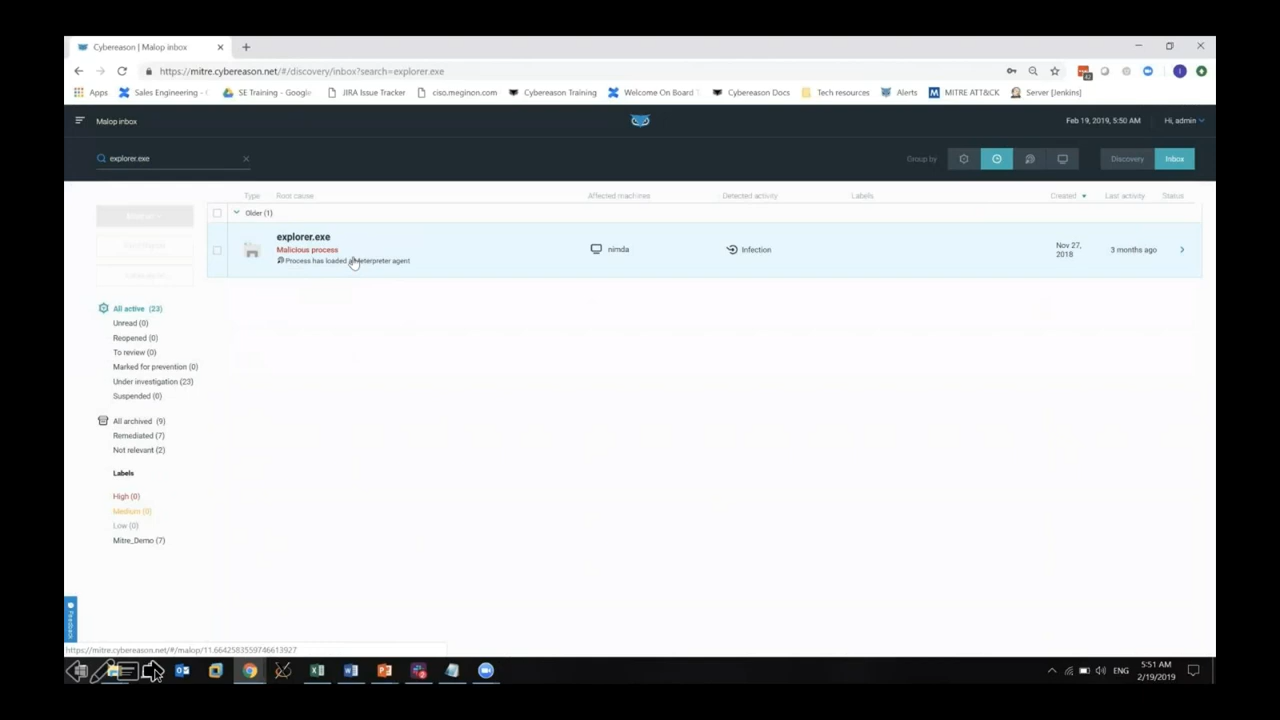 Cybereason | Malop inbox
https://mitre.cybereason.net/#/discovery/inbox?search=explorer.exe
Apps Sales Engineering - C SE Training - Google JIRA Issue Tracker ciso.meginon.com Cybereason Training Welcome On Board Cybereason Docs Tech resources Alerts MITRE ATT&CK Server [Jenkins]
Malop inbox Feb 19, 2019, 5:50 AM Hi, admin
explorer.exe Group by Discovery Inbox
Type Root cause Affected machines Detected activity Labels Created Last activity Status
Older (1)
explorer.exe
Malicious process nimda Infection Nov 27, 2018 3 months ago
Process has loaded a Meterpreter agent
All active (23)
Unread (0)
Reopened (0)
To review (0)
Marked for prevention (0)
Under investigation (23)
Suspended (0)
All archived (9)
Remediated (7)
Not relevant (2)
Labels
High (0)
Medium (0)
Low (0)
Mitre_Demo (7)
Feedback
https://mitre.cybereason.net/#/malop/11.6642583559746613927
ENG 5:51 AM
2/19/2019